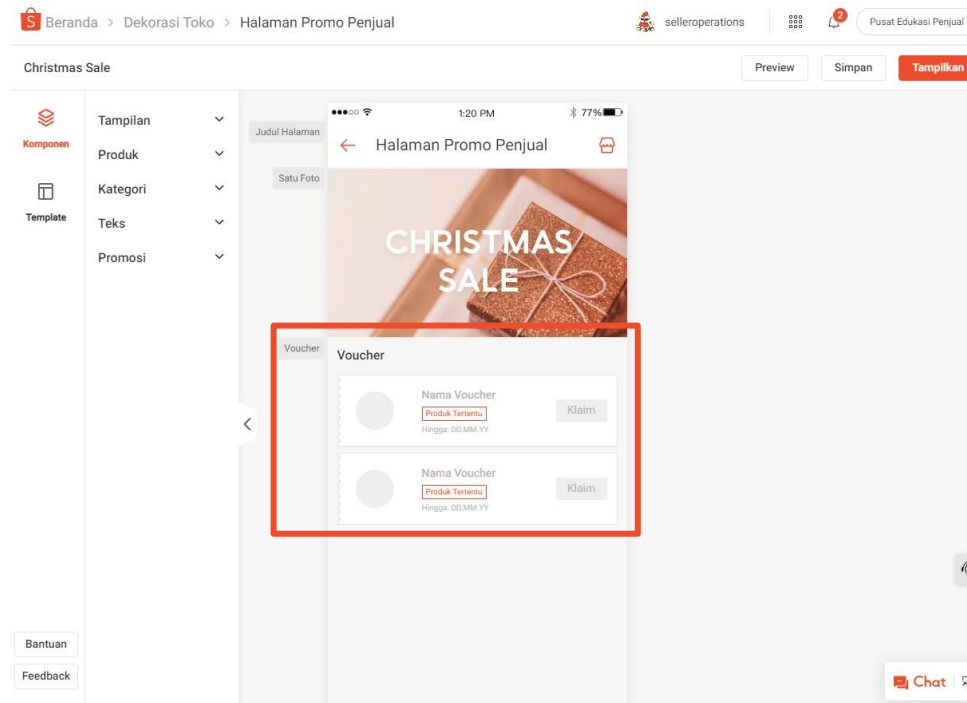 Beranda > Dekorasi Toko > Halaman Promo Penjual
selleroperations
2
Pusat Edukasi Penjual
Christmas Sale
Preview
Simpan
Tampilkan
Komponen
Template
Tampilan
Produk
Kategori
Teks
Promosi
1:20 PM
77%
Judul Halaman
Halaman Promo Penjual
Satu Foto
CHRISTMAS
SALE
Voucher
Voucher
Nama Voucher
Produk Tertentu
Hingga: DD.MM.YY
Klaim
Nama Voucher
Produk Tertentu
Hingga: DD.MM.YY
Klaim
Bantuan
Feedback
Chat